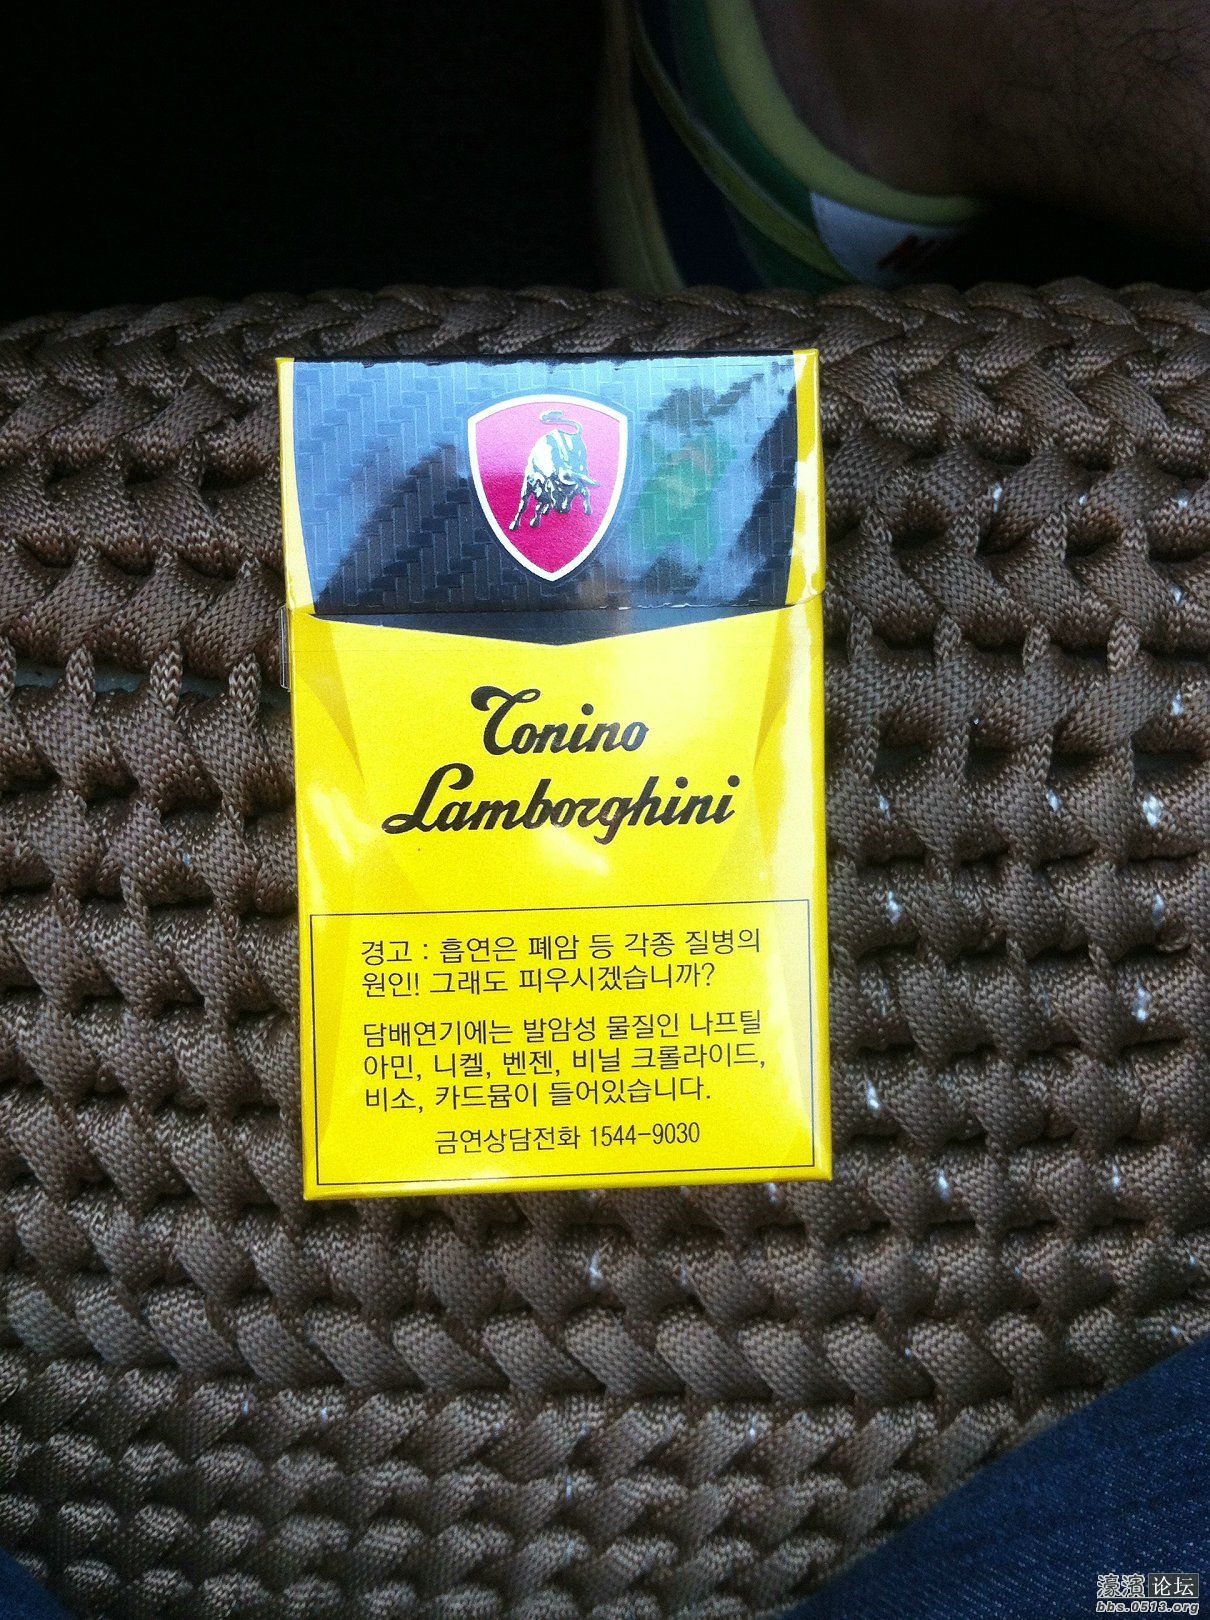 Tonino
Lamborghini
경고 : 흡연은 폐암 등 각종 질병의
원인! 그래도 피우시겠습니까?
담배연기에는 발암성 물질인 나프틸
아민, 니켈, 벤젠, 비닐 크롤라이드,
비소, 카드뮴이 들어있습니다.
금연상담전화 1544-9030
濠滨 论坛
bbs.0513.org